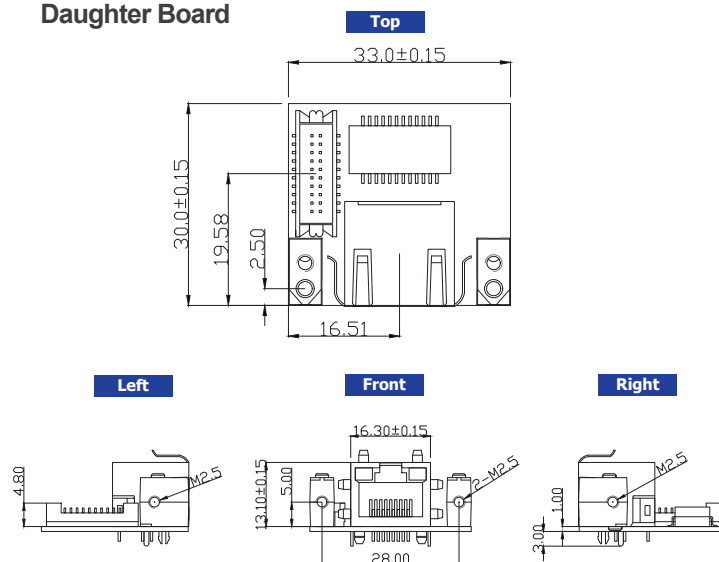 Daughter Board
Top
33.0±0.15
30.0±0.15
19.58
2.50
16.51
Left
Front
Right
4.80
M2.5
16.30±0.15
13.10±0.15
5.00
2-M2.5
28.00
M2.5
1.00
3.00